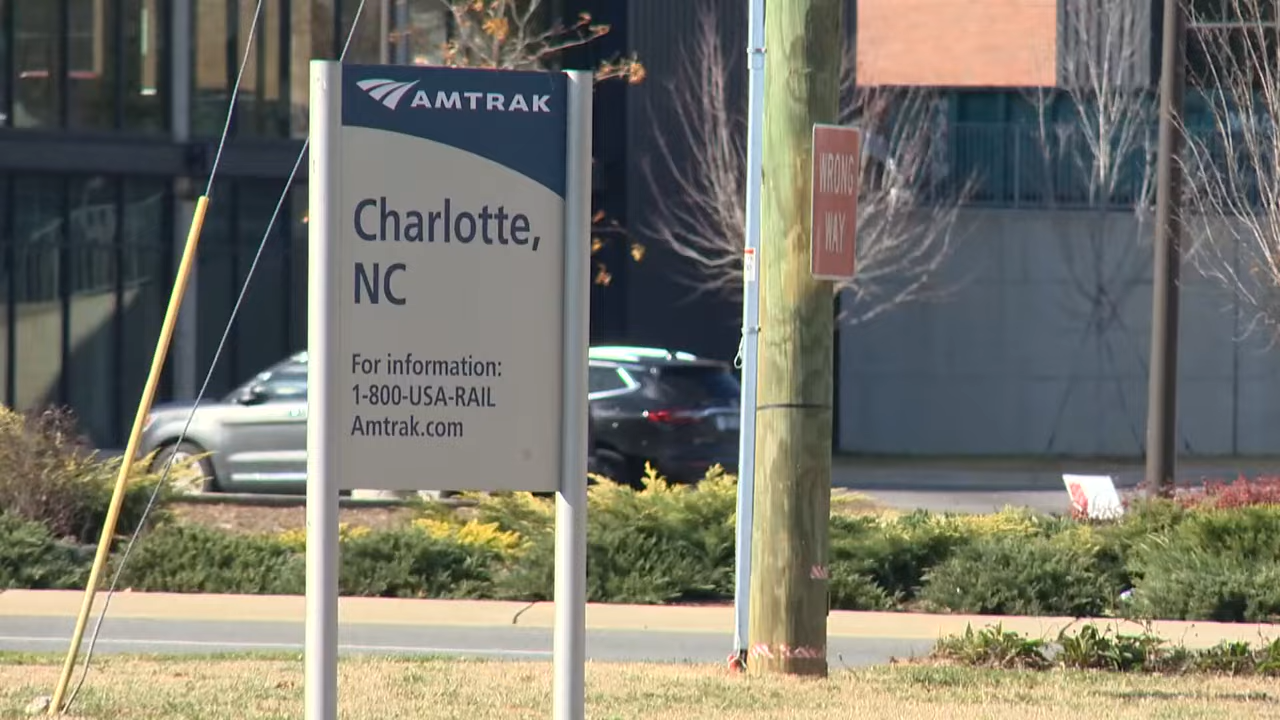 AMTRAK
Charlotte,
NC
For information:
1-800-USA-RAIL
Amtrak.com
WRONG
WAY